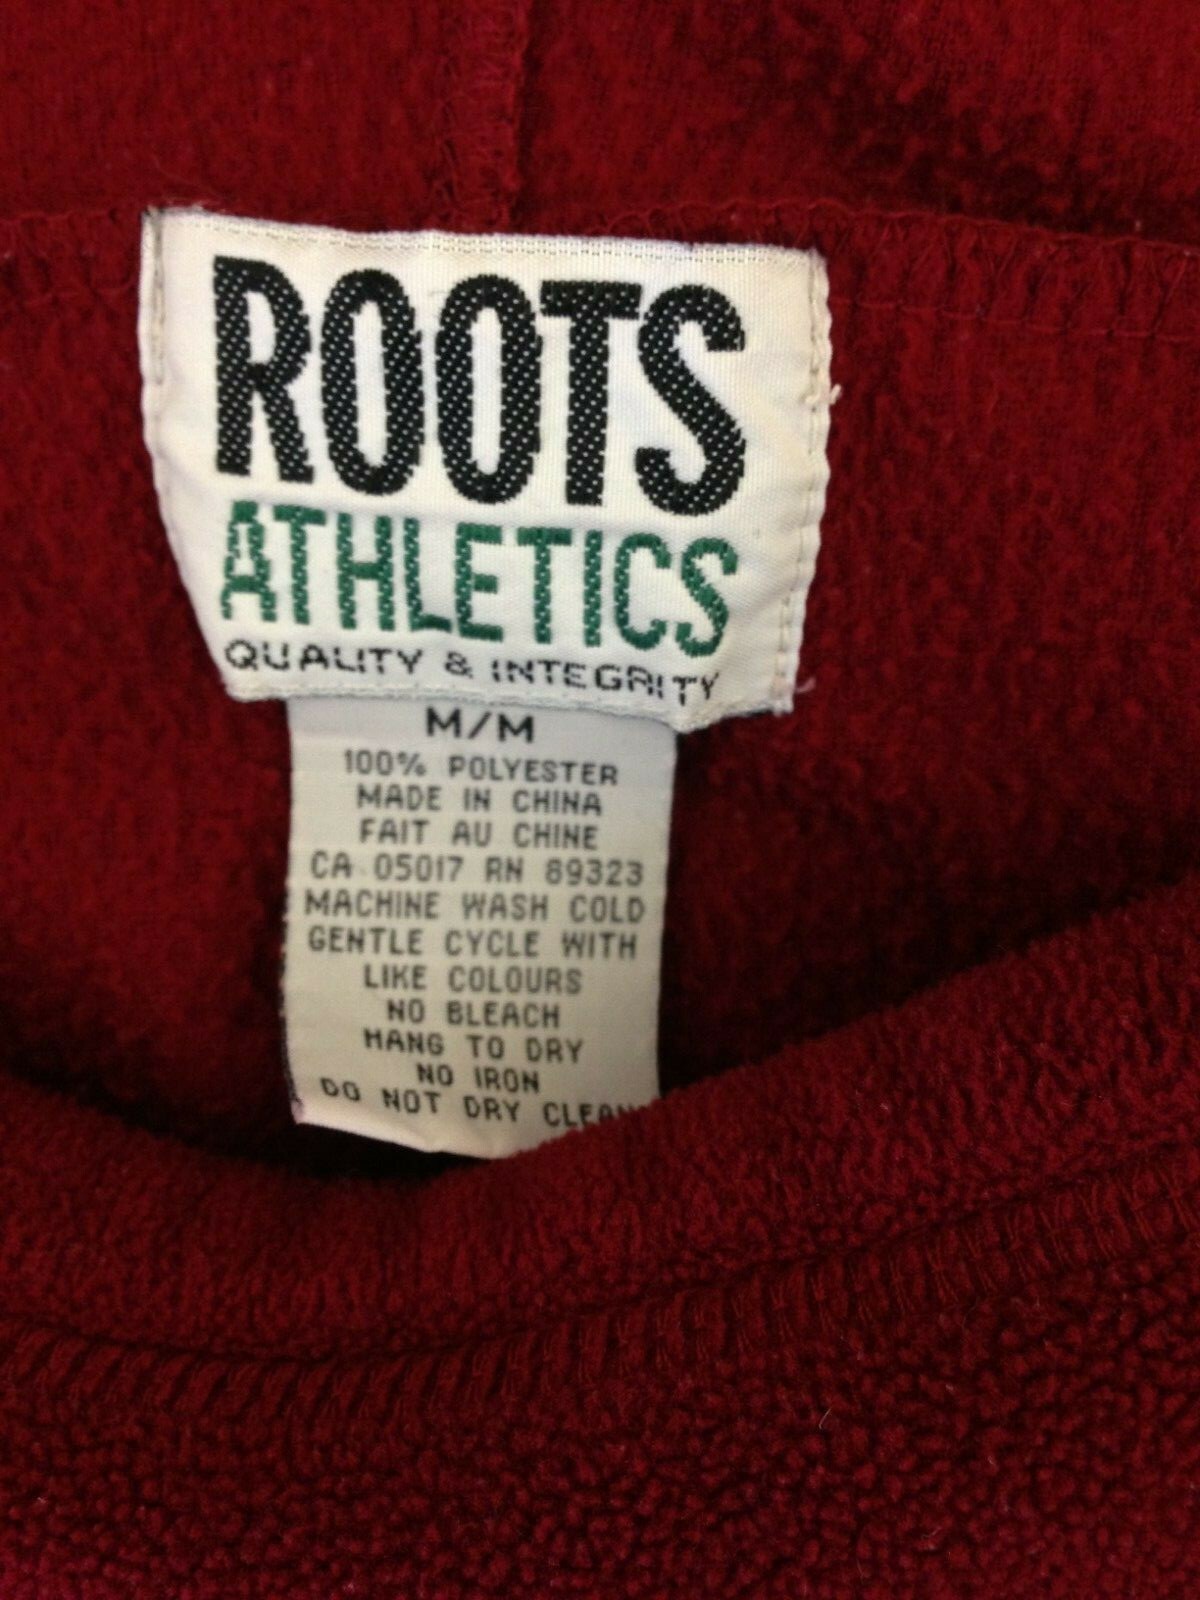 ROOTS
ATHLETICS
QUALITY & INTEGRITY
M/M
100% POLYESTER
MADE IN CHINA
FAIT AU CHINE
CA 05017 RN 89323
MACHINE WASH COLD
GENTLE CYCLE WITH
LIKE COLOURS
NO BLEACH
HANG TO DRY
NO IRON
DO NOT DRY CLEAN